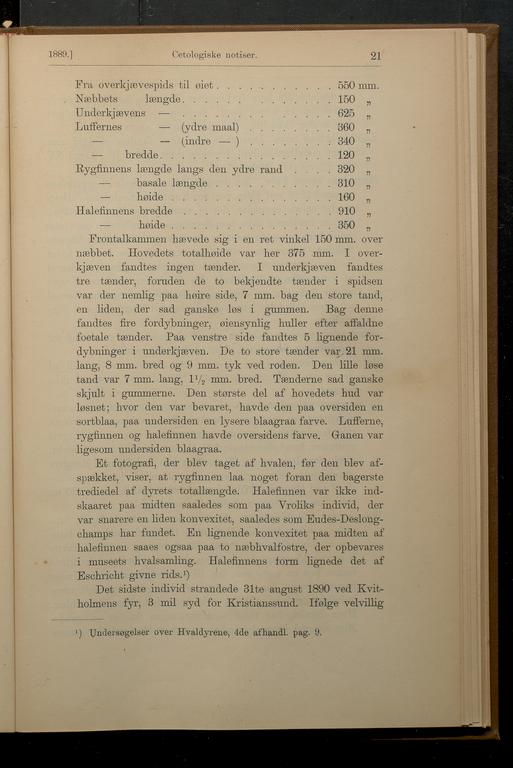 1889.] Cetologiske notiser. 21
Fra overkjævespids til øiet . . . . . . . . . . . 550 mm.
Næbbets længde . . . . . . . . . . . . . 150 „
Underkjævens — . . . . . . . . . . . . . 625 „
Luffernes — (ydre maal) . . . . . . . . 360 „
— — (indre — ) . . . . . . . . 340 „
— bredde . . . . . . . . . . . . . . 120 „
Rygfinnens længde langs den ydre rand . . . . 320 „
— basale længde . . . . . . . . . . 310 „
— høide . . . . . . . . . . . . . 160 „
Halefinnens bredde . . . . . . . . . . . . . 910 „
— høide . . . . . . . . . . . . . 350 „
Frontalkammen hævede sig i en ret vinkel 150 mm. over
næbbet. Hovedets totalhøide var her 375 mm. I over-
kjæven fandtes ingen tænder. I underkjæven fandtes
tre tænder, foruden de to bekjendte tænder i spidsen
var der nemlig paa høire side, 7 mm. bag den store tand,
en liden, der sad ganske løs i gummen. Bag denne
fandtes fire fordybninger, øiensynlig huller efter affaldne
foetale tænder. Paa venstre side fandtes 5 lignende for-
dybninger i underkjæven. De to store tænder var 21 mm.
lang, 8 mm. bred og 9 mm. tyk ved roden. Den lille løse
tand var 7 mm. lang, 1½ mm. bred. Tænderne sad ganske
skjult i gummerne. Den største del af hovedets hud var
løsnet; hvor den var bevaret, havde den paa oversiden en
sortblaa, paa undersiden en lysere blaagraa farve. Lufferne,
rygfinnen og halefinnen havde oversidens farve. Ganen var
ligesom undersiden blaagraa.
Et fotografi, der blev taget af hvalen, før den blev af-
spækket, viser, at rygfinnen laa noget foran den bagerste
trediedel af dyrets totallængde. Halefinnen var ikke ind-
skaaret paa midten saaledes som paa Vroliks individ, der
var snarere en liden konvexitet, saaledes som Eudes-Deslong-
champs har fundet. En lignende konvexitet paa midten af
halefinnen saaes ogsaa paa to næbhvalfostre, der opbevares
i museets hvalsamling. Halefinnens form lignede det af
Eschricht givne rids.¹)
Det sidste individ strandede 31te august 1890 ved Kvit-
holmens fyr, 3 mil syd for Kristianssund. Ifølge velvillig
¹) Undersøgelser over Hvaldyrene, 4de afhandl. pag. 9.